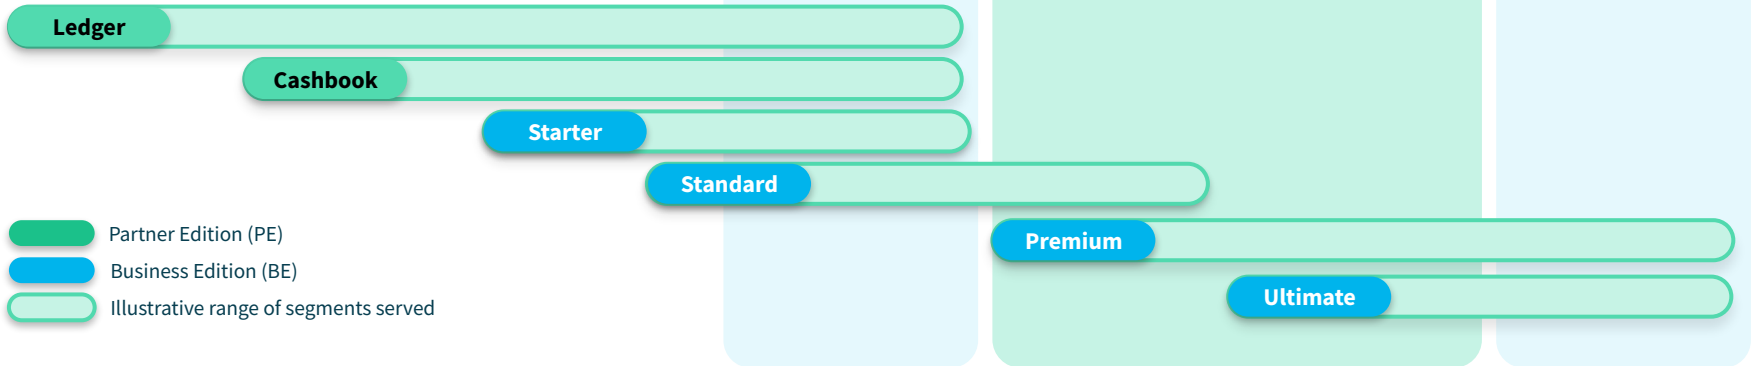 Ledger
Cashbook
Starter
Standard
Premium
Ultimate
Partner Edition (PE)
Business Edition (BE)
Illustrative range of segments served